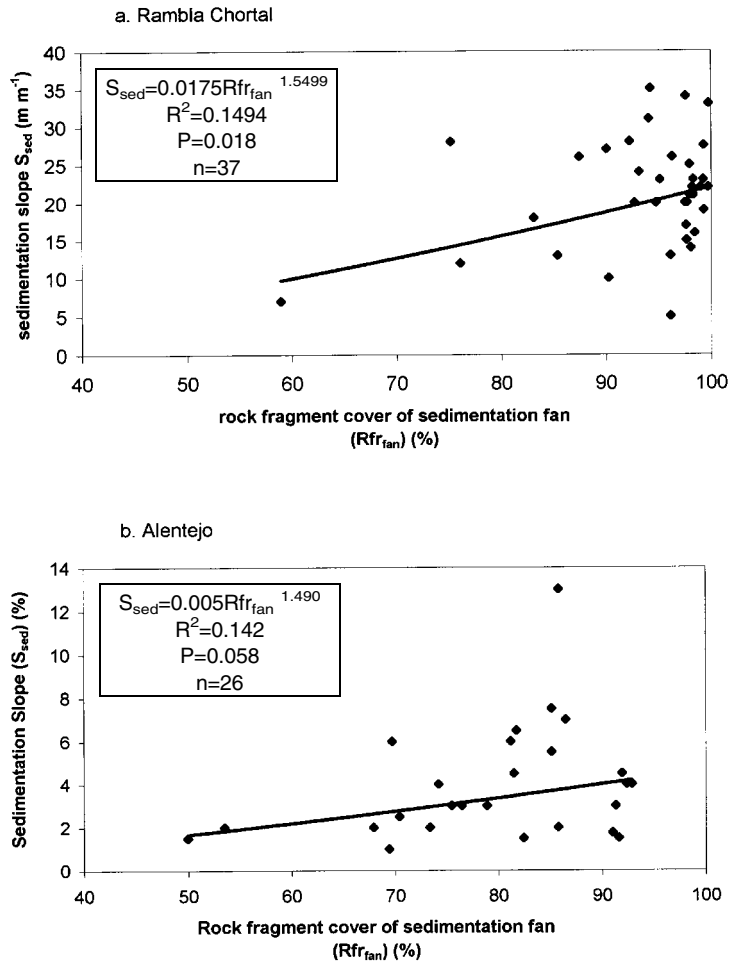 a. Rambla Chortal
40
35
30
25
20
15
10
5
0
sedimentation slope S_sed (m m⁻¹)
S_sed=0.0175Rfr_fan ^1.5499
R²=0.1494
P=0.018
n=37
40 50 60 70 80 90 100
rock fragment cover of sedimentation fan
(Rfr_fan) (%)
b. Alentejo
14
12
10
8
6
4
2
0
Sedimentation Slope (S_sed) (%)
S_sed=0.005Rfr_fan ^1.490
R²=0.142
P=0.058
n=26
40 50 60 70 80 90 100
Rock fragment cover of sedimentation fan
(Rfr_fan) (%)